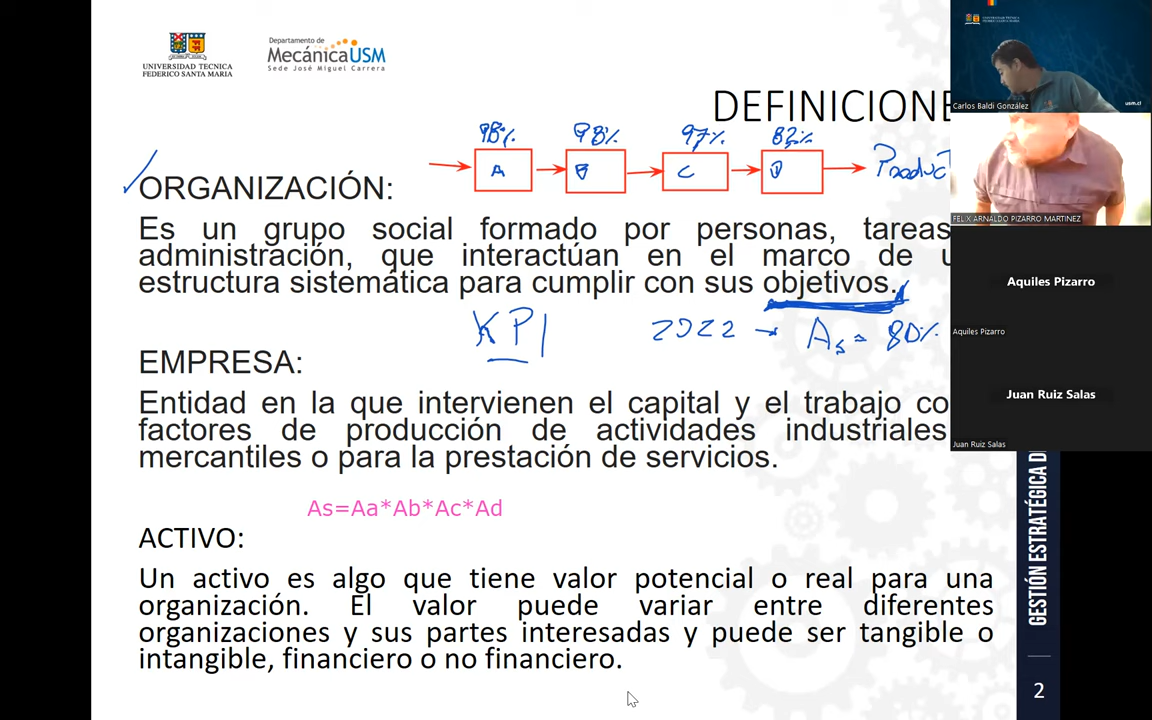 UNIVERSIDAD TECNICA
FEDERICO SANTA MARIA
Departamento de
MecánicaUSM
Sede José Miguel Carrera
DEFINICIONE
98% 98% 97% 82%
A B C D Product
ORGANIZACIÓN:
Es un grupo social formado por personas, tareas
administración, que interactúan en el marco de u
estructura sistemática para cumplir con sus objetivos.
KPI 2022 → As = 80%
EMPRESA:
Entidad en la que intervienen el capital y el trabajo co
factores de producción de actividades industriales
mercantiles o para la prestación de servicios.
As=Aa*Ab*Ac*Ad
ACTIVO:
Un activo es algo que tiene valor potencial o real para una
organización. El valor puede variar entre diferentes
organizaciones y sus partes interesadas y puede ser tangible o
intangible, financiero o no financiero.
GESTIÓN ESTRATÉGICA D
2
usm.cl
Carlos Baldi González
FELIX ARNALDO PIZARRO MARTINEZ
Aquiles Pizarro
Aquiles Pizarro
Juan Ruiz Salas
Juan Ruiz Salas